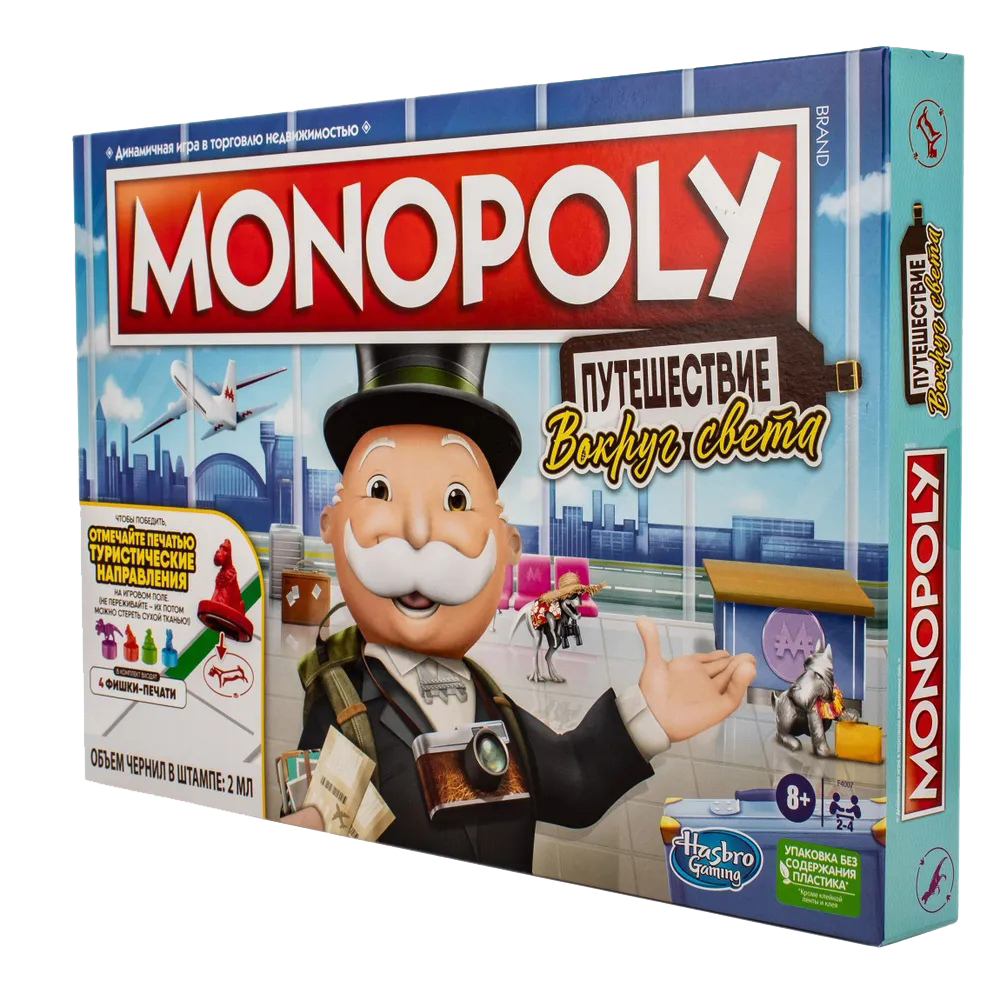 Динамичная игра в торговлю недвижимостью
BRAND
MONOPOLY
ПУТЕШЕСТВИЕ
Вокруг света
ЧТОБЫ ПОБЕДИТЬ,
ОТМЕЧАЙТЕ ПЕЧАТЬЮ
ТУРИСТИЧЕСКИЕ
НАПРАВЛЕНИЯ
НА ИГРОВОМ ПОЛЕ.
(НЕ ПЕРЕЖИВАЙТЕ – ИХ ПОТОМ
МОЖНО СТЕРЕТЬ СУХОЙ ТКАНЬЮ!)
В КОМПЛЕКТ ВХОДЯТ
4 ФИШКИ-ПЕЧАТИ
ОБЪЕМ ЧЕРНИЛ В ШТАМПЕ: 2 МЛ
8+
F4007
2-4
Hasbro
Gaming
УПАКОВКА БЕЗ
СОДЕРЖАНИЯ
ПЛАСТИКА*
*Кроме клейкой
ленты и клея
ПУТЕШЕСТВИЕ
Вокруг света
MONOPOLY